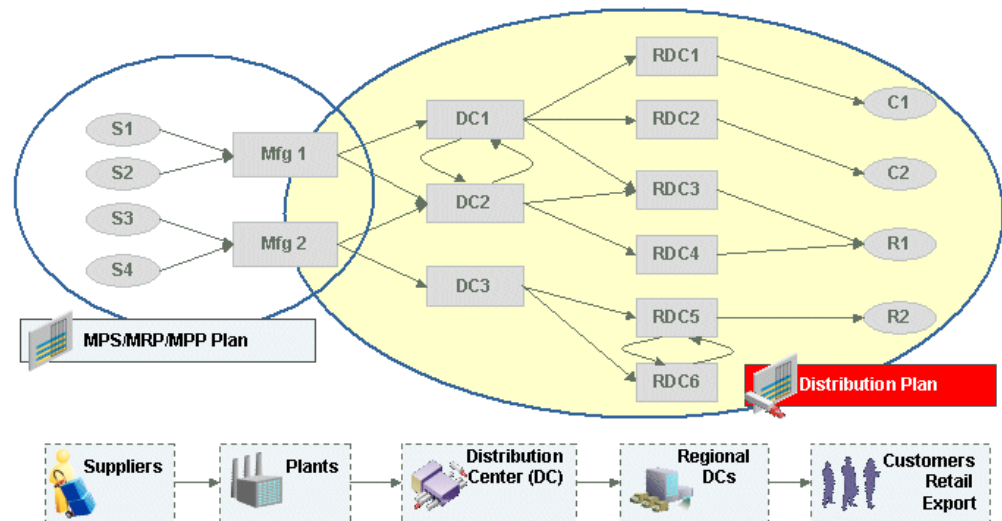 RDC1
C1
S1
DC1
RDC2
Mfg 1
S2
C2
RDC3
DC2
S3
Mfg 2
R1
RDC4
S4
DC3
RDC5
R2
MPS/MRP/MPP Plan
RDC6
Distribution Plan
Suppliers
Plants
Distribution
Center (DC)
Regional
DCs
Customers
Retail
Export